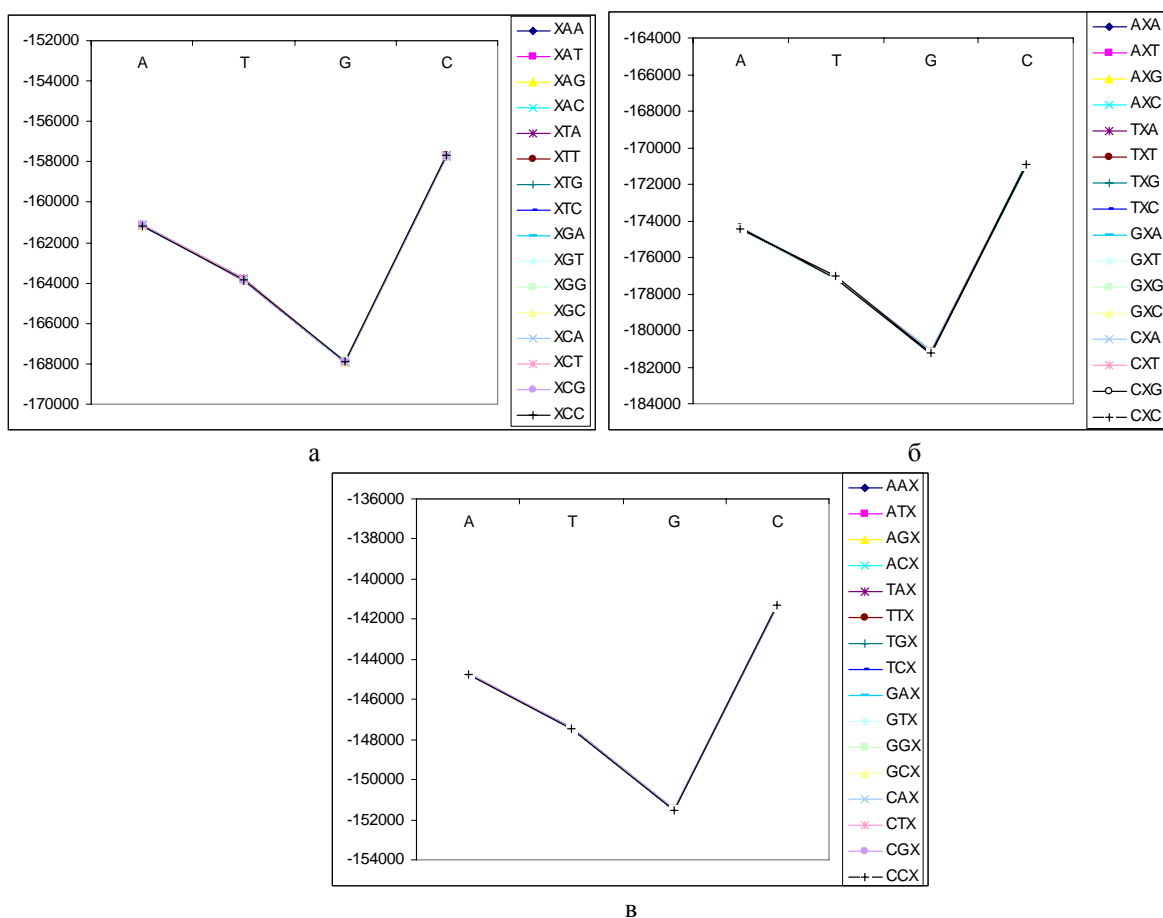 -152000
-154000
-156000
-158000
-160000
-162000
-164000
-166000
-168000
-170000
A T G C
XAA
XAT
XAG
XAC
XTA
XTT
XTG
XTC
XGA
XGT
XGG
XGC
XCA
XCT
XCG
XCC
а
-164000
-166000
-168000
-170000
-172000
-174000
-176000
-178000
-180000
-182000
-184000
A T G C
AXA
AXT
AXG
AXC
TXA
TXT
TXG
TXC
GXA
GXT
GXG
GXC
CXA
CXT
CXG
CXC
б
-136000
-138000
-140000
-142000
-144000
-146000
-148000
-150000
-152000
-154000
A T G C
AAX
ATX
AGX
ACX
TAX
TTX
TGX
TCX
GAX
GTX
GGX
GCX
CAX
CTX
CGX
CCX
в